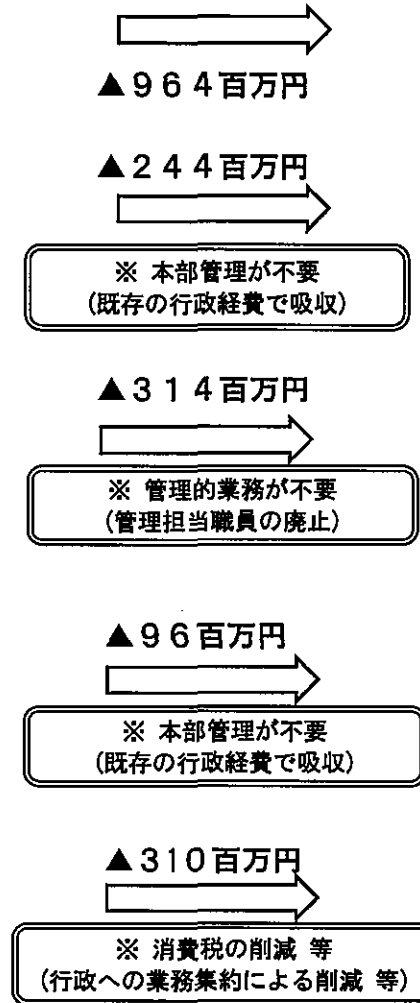 ▲９６４百万円
▲２４４百万円
※ 本部管理が不要
（既存の行政経費で吸収）
▲３１４百万円
※ 管理的業務が不要
（管理担当職員の廃止）
▲９６百万円
※ 本部管理が不要
（既存の行政経費で吸収）
▲３１０百万円
※ 消費税の削減 等
（行政への業務集約による削減 等）